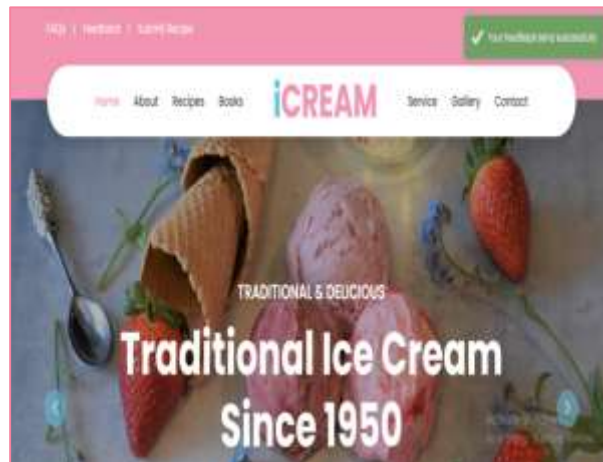 FAQs | Feedback | Submit Recipe
Your feedback send successfully
Home About Recipes Books iCREAM Service Gallery Contact
TRADITIONAL & DELICIOUS
Traditional Ice Cream
Since 1950